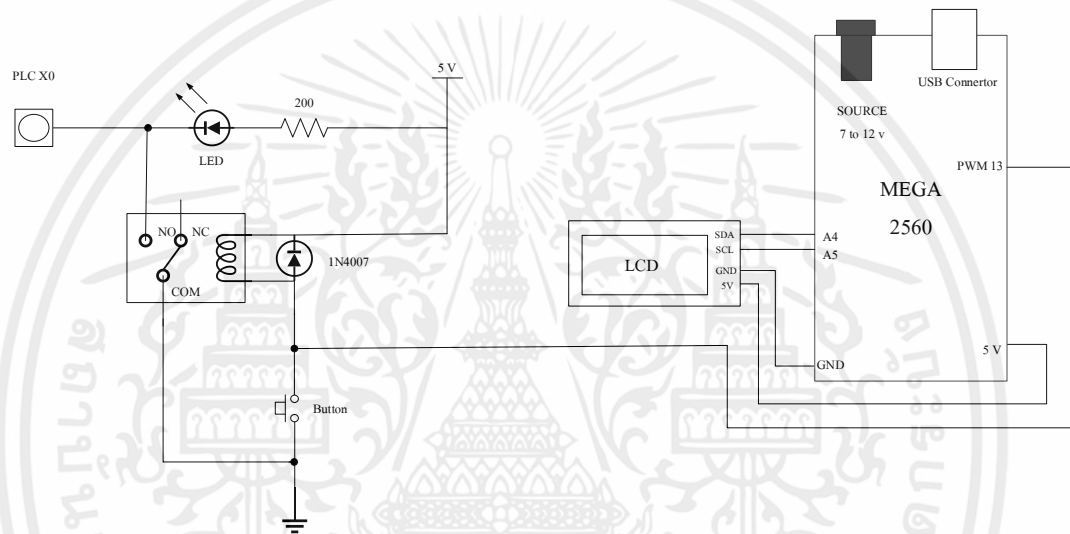 PLC X0
5 V
200
LED
NO
NC
COM
1N4007
Button
LCD
SDA
SCL
GND
5V
USB Connertor
SOURCE
7 to 12 v
PWM 13
MEGA
2560
A4
A5
GND
5 V